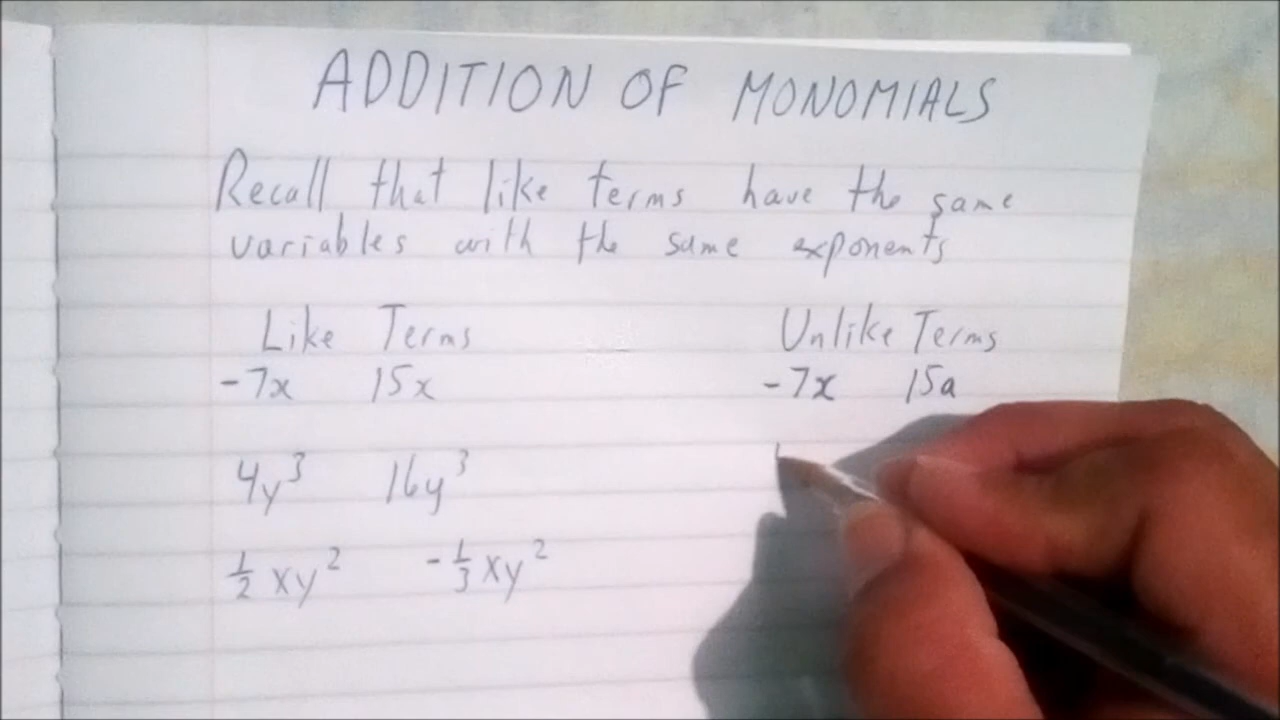 ADDITION OF MONOMIALS
Recall that like terms have the same
variables with the same exponents
Like Terms Unlike Terms
-7x 15x -7x 15a
4y³ 16y³
½ xy² -⅓ xy²